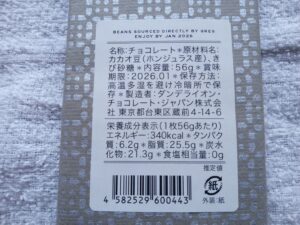 BEANS SOURCED DIRECTLY BY GREG
ENJOY BY JAN 2026
名称:チョコレート*原材料名:
カカオ豆(ホンジュラス産)、き
び砂糖*内容量:56g*賞味
期限:2026.01*保存方法:
高温多湿を避け冷暗所で保
存*製造者:ダンデライオン・
チョコレート・ジャパン株式会
社 東京都台東区蔵前4-14-6
栄養成分表示(1枚56gあたり)
エネルギー:340kcal*タンパク
質:6.2g*脂質:25.5g*炭水
化物:21.3g*食塩相当量:0g
推定値
4 582529 600443
紙
外装:紙